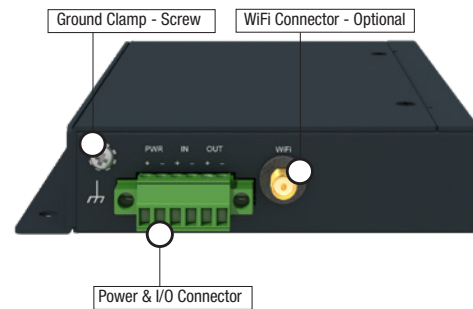 Ground Clamp - Screw
WiFi Connector - Optional
PWR IN OUT WiFi
+ - + - + -
Power & I/O Connector